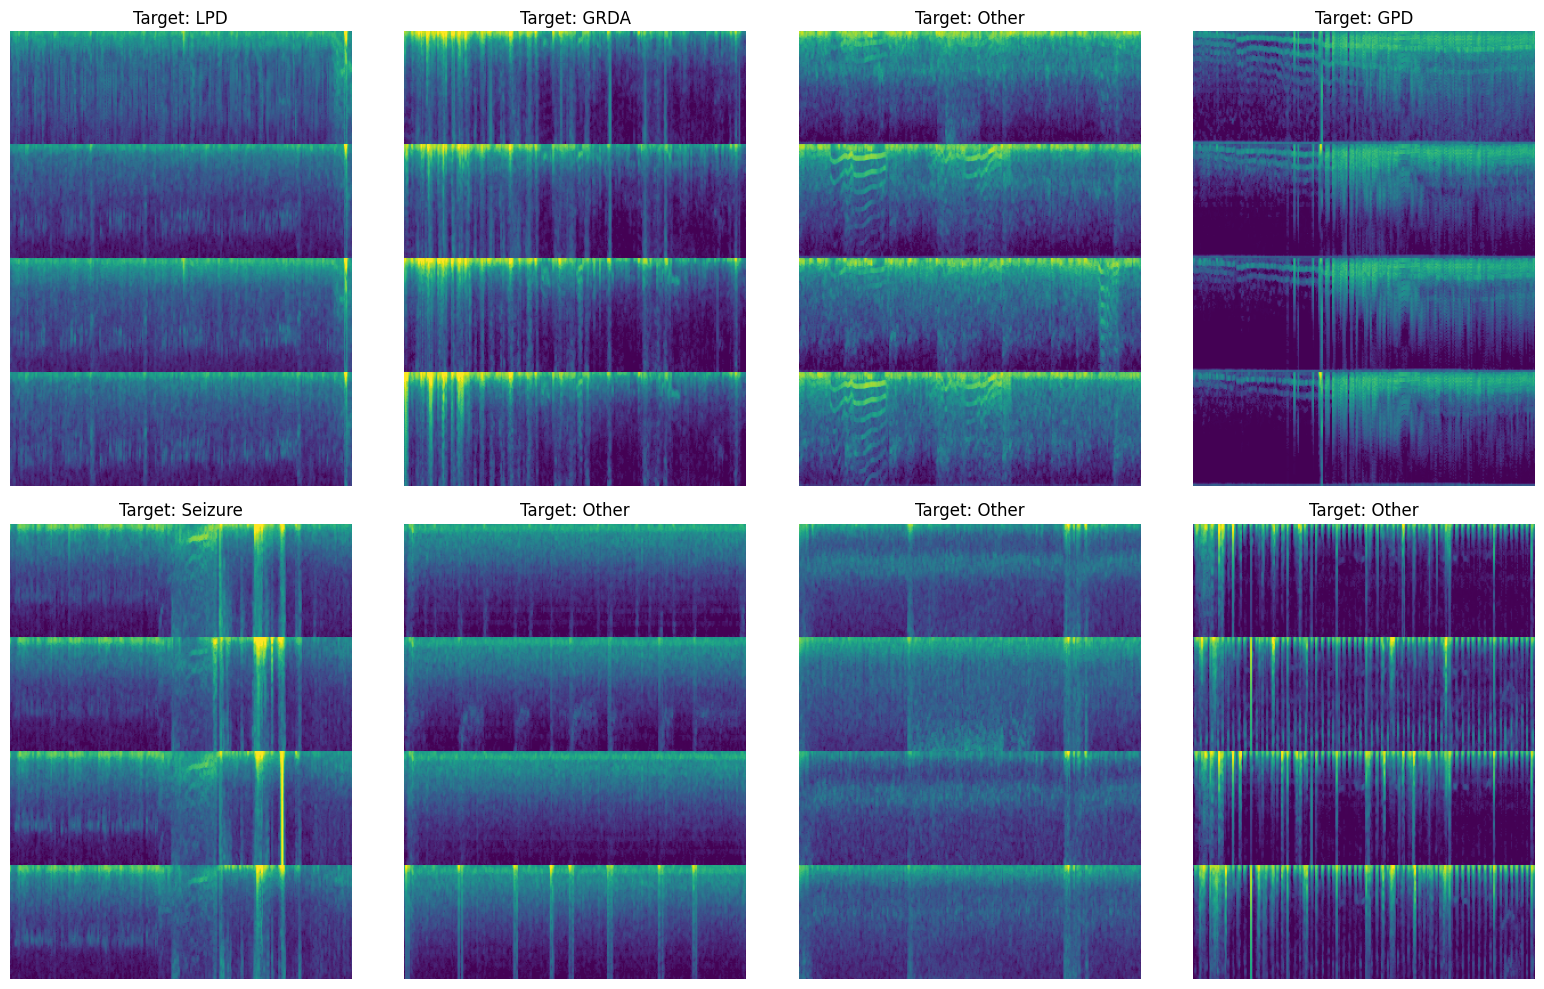 Target: LPD
Target: GRDA
Target: Other
Target: GPD
Target: Seizure
Target: Other
Target: Other
Target: Other